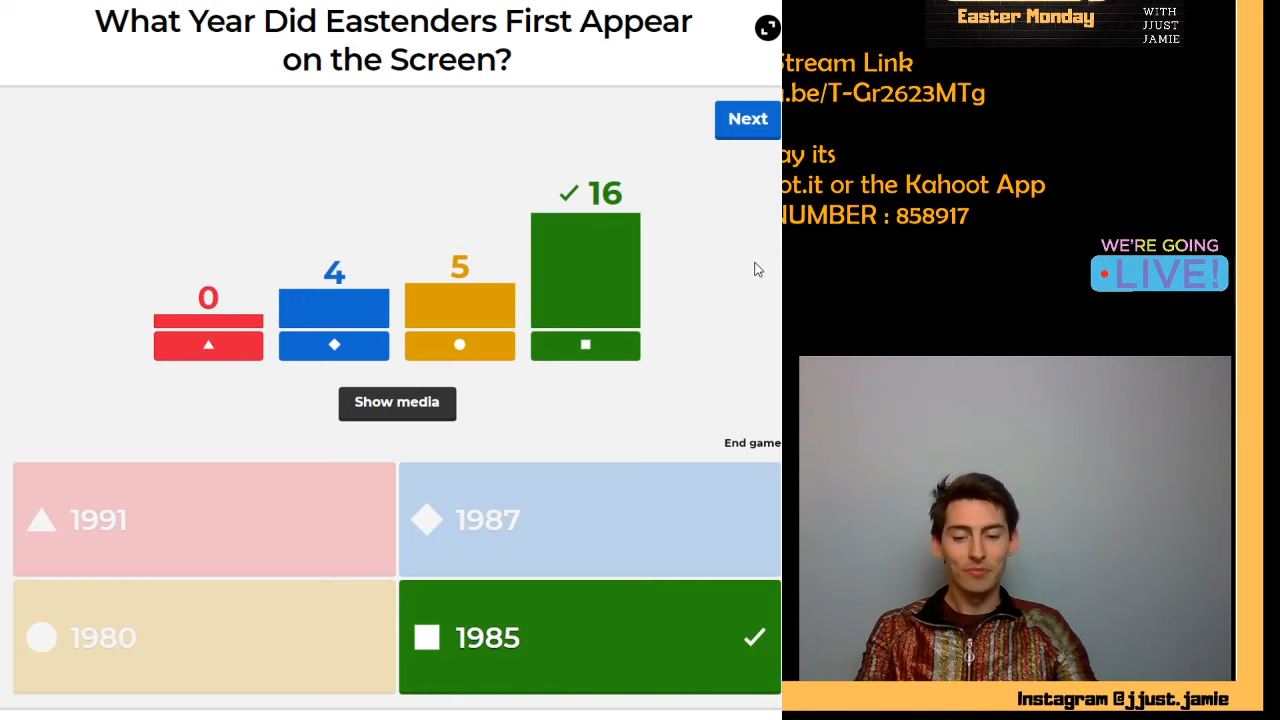 What Year Did Eastenders First Appear
on the Screen?
Next
0
4
5
16
Show media
End game
1991
1987
1980
1985
Easter Monday
WITH
JJUST
JAMIE
Stream Link
.be/T-Gr2623MTg
ay its
ot.it or the Kahoot App
NUMBER : 858917
WE'RE GOING
LIVE!
Instagram @jjust.jamie